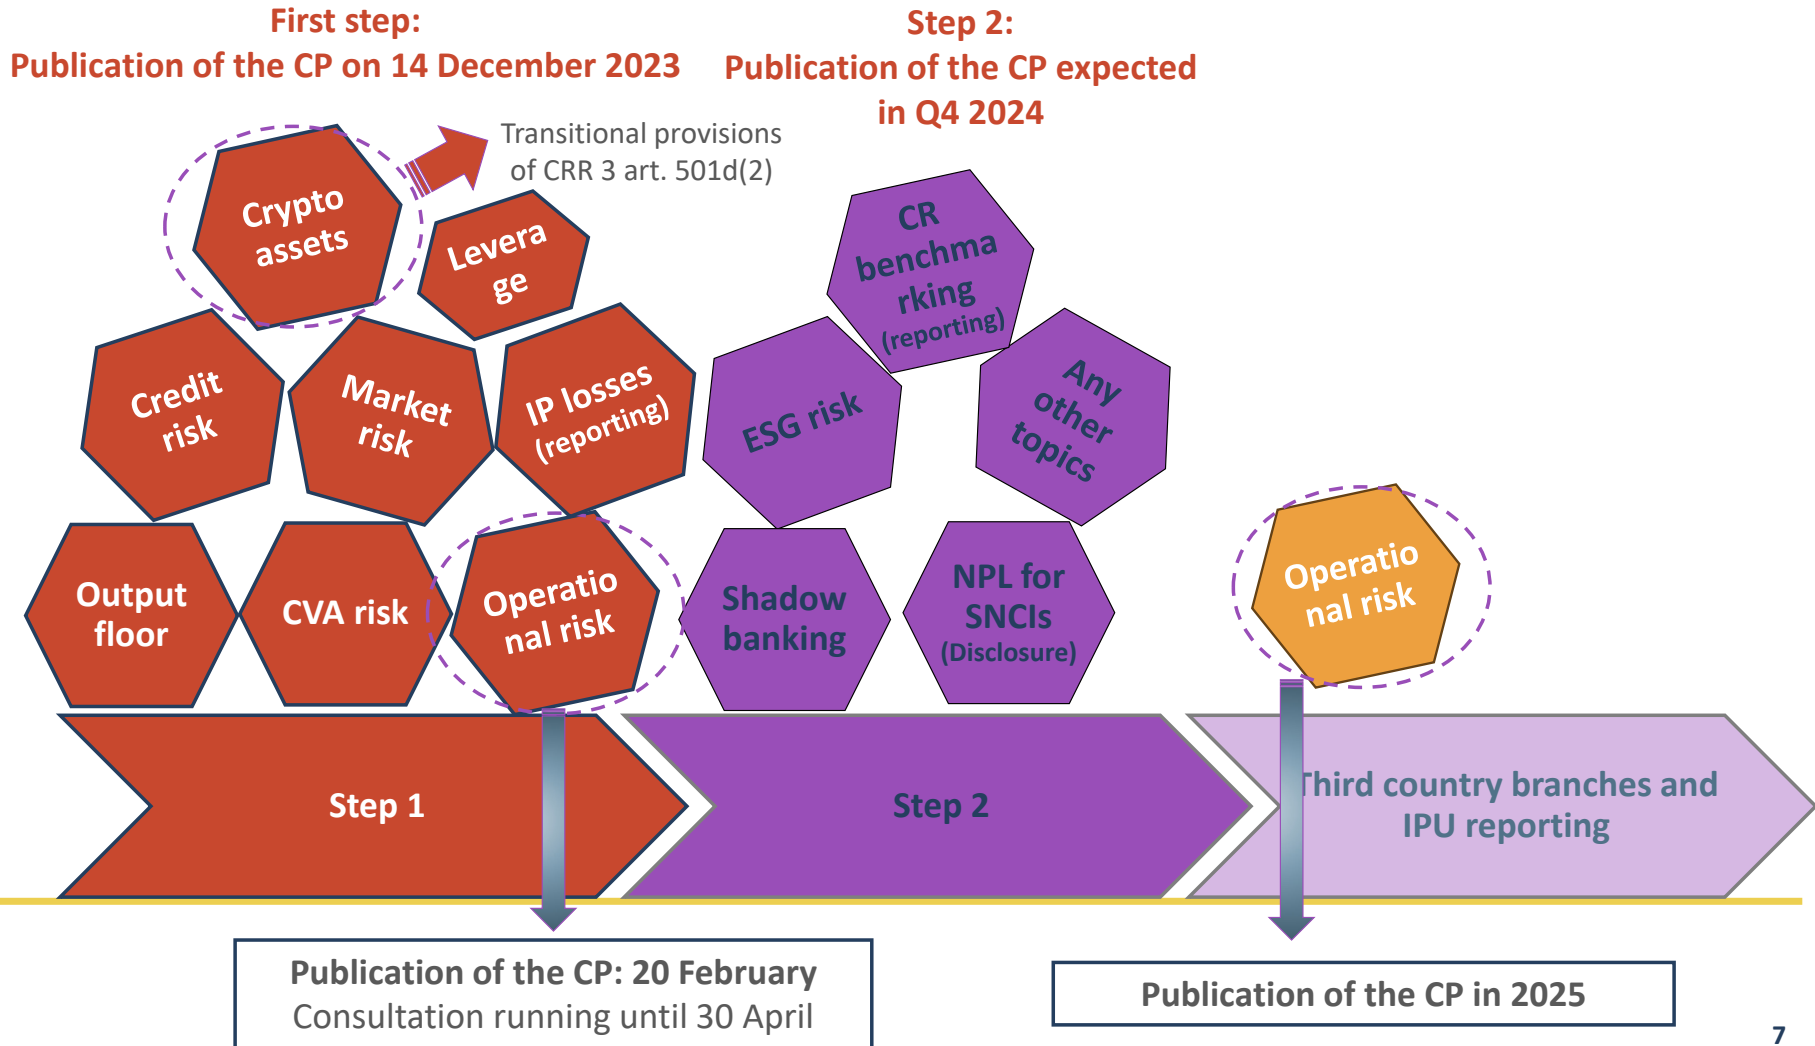 First step:
Publication of the CP on 14 December 2023
Step 2:
Publication of the CP expected
in Q4 2024
Transitional provisions
of CRR 3 art. 501d(2)
Crypto
assets
Levera
ge
Credit
risk
Market
risk
IP losses
(reporting)
Output
floor
CVA risk
Operatio
nal risk
CR
benchma
rking
(reporting)
ESG risk
Any
other
topics
Shadow
banking
NPL for
SNCIs
(Disclosure)
Operatio
nal risk
Step 1
Step 2
Third country branches and
IPU reporting
Publication of the CP: 20 February
Consultation running until 30 April
Publication of the CP in 2025
7